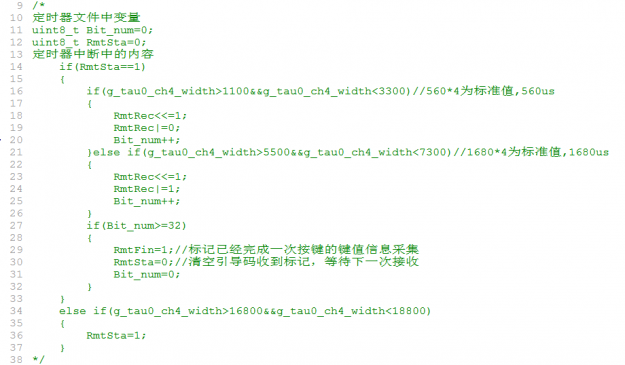 9 /*
10 定时器文件中变量
11 uint8_t Bit_num=0;
12 uint8_t RmtSta=0;
13 定时器中断中的内容
14     if(RmtSta==1)
15     {
16         if(g_tau0_ch4_width>1100&&g_tau0_ch4_width<3300)//560*4为标准值,560us
17         {
18             RmtRec<<=1;
19             RmtRec|=0;
20             Bit_num++;
21         }else if(g_tau0_ch4_width>5500&&g_tau0_ch4_width<7300)//1680*4为标准值,1680us
22         {
23             RmtRec<<=1;
24             RmtRec|=1;
25             Bit_num++;
26         }
27         if(Bit_num>=32)
28         {
29             RmtFin=1;//标记已经完成一次按键的键值信息采集
30             RmtSta=0;//清空引导码收到标记，等待下一次接收
31             Bit_num=0;
32         }
33     }
34     else if(g_tau0_ch4_width>16800&&g_tau0_ch4_width<18800)
35     {
36         RmtSta=1;
37     }
38 */